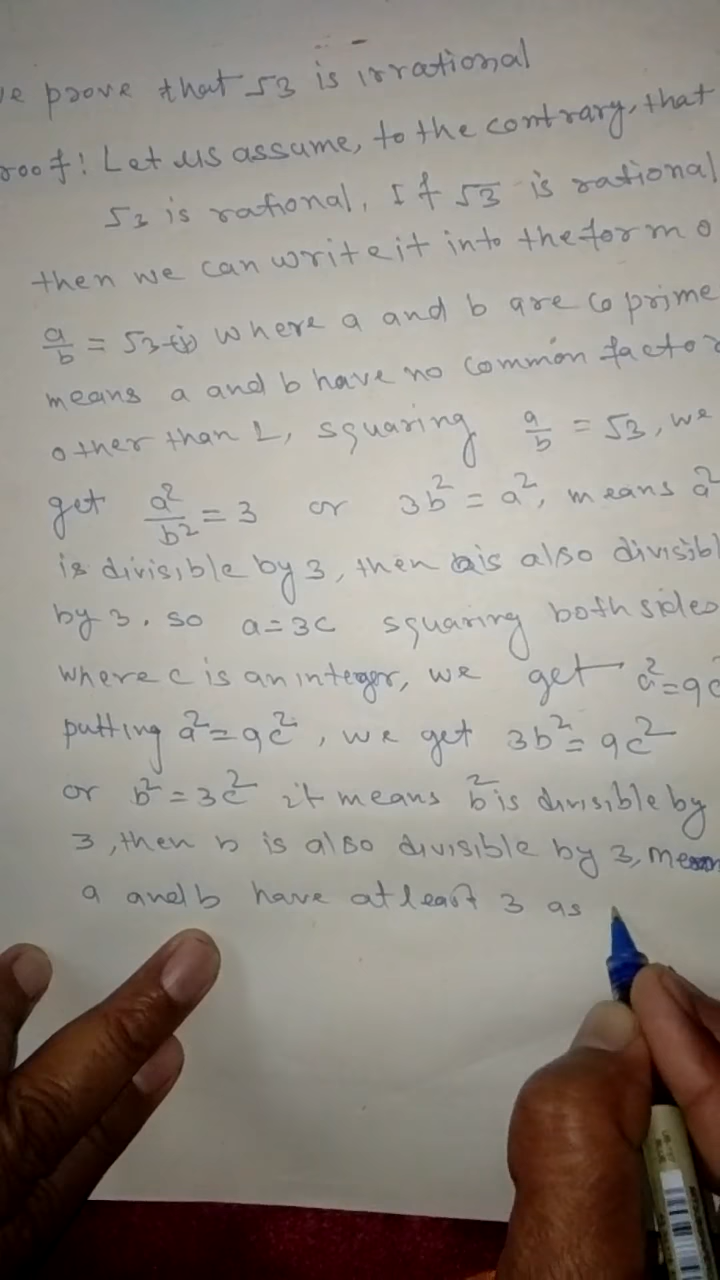 prove that √3 is irrational
Let us assume, to the contrary, that
√3 is rational, If √3 is rational
then we can write it into the form o
a/b = √3 where a and b are co prime
means a and b have no common factor
other than 1, squaring a/b = √3, we
get a²/b² = 3 or 3b² = a², means a²
is divisible by 3, then a is also divisibl
by 3. so a = 3c squaring both sides
where c is an integer, we get a² = 9c
putting a² = 9c², we get 3b² = 9c²
or b² = 3c² it means b² is divisible by
3, then b is also divisible by 3, mean
a and b have at least 3 as